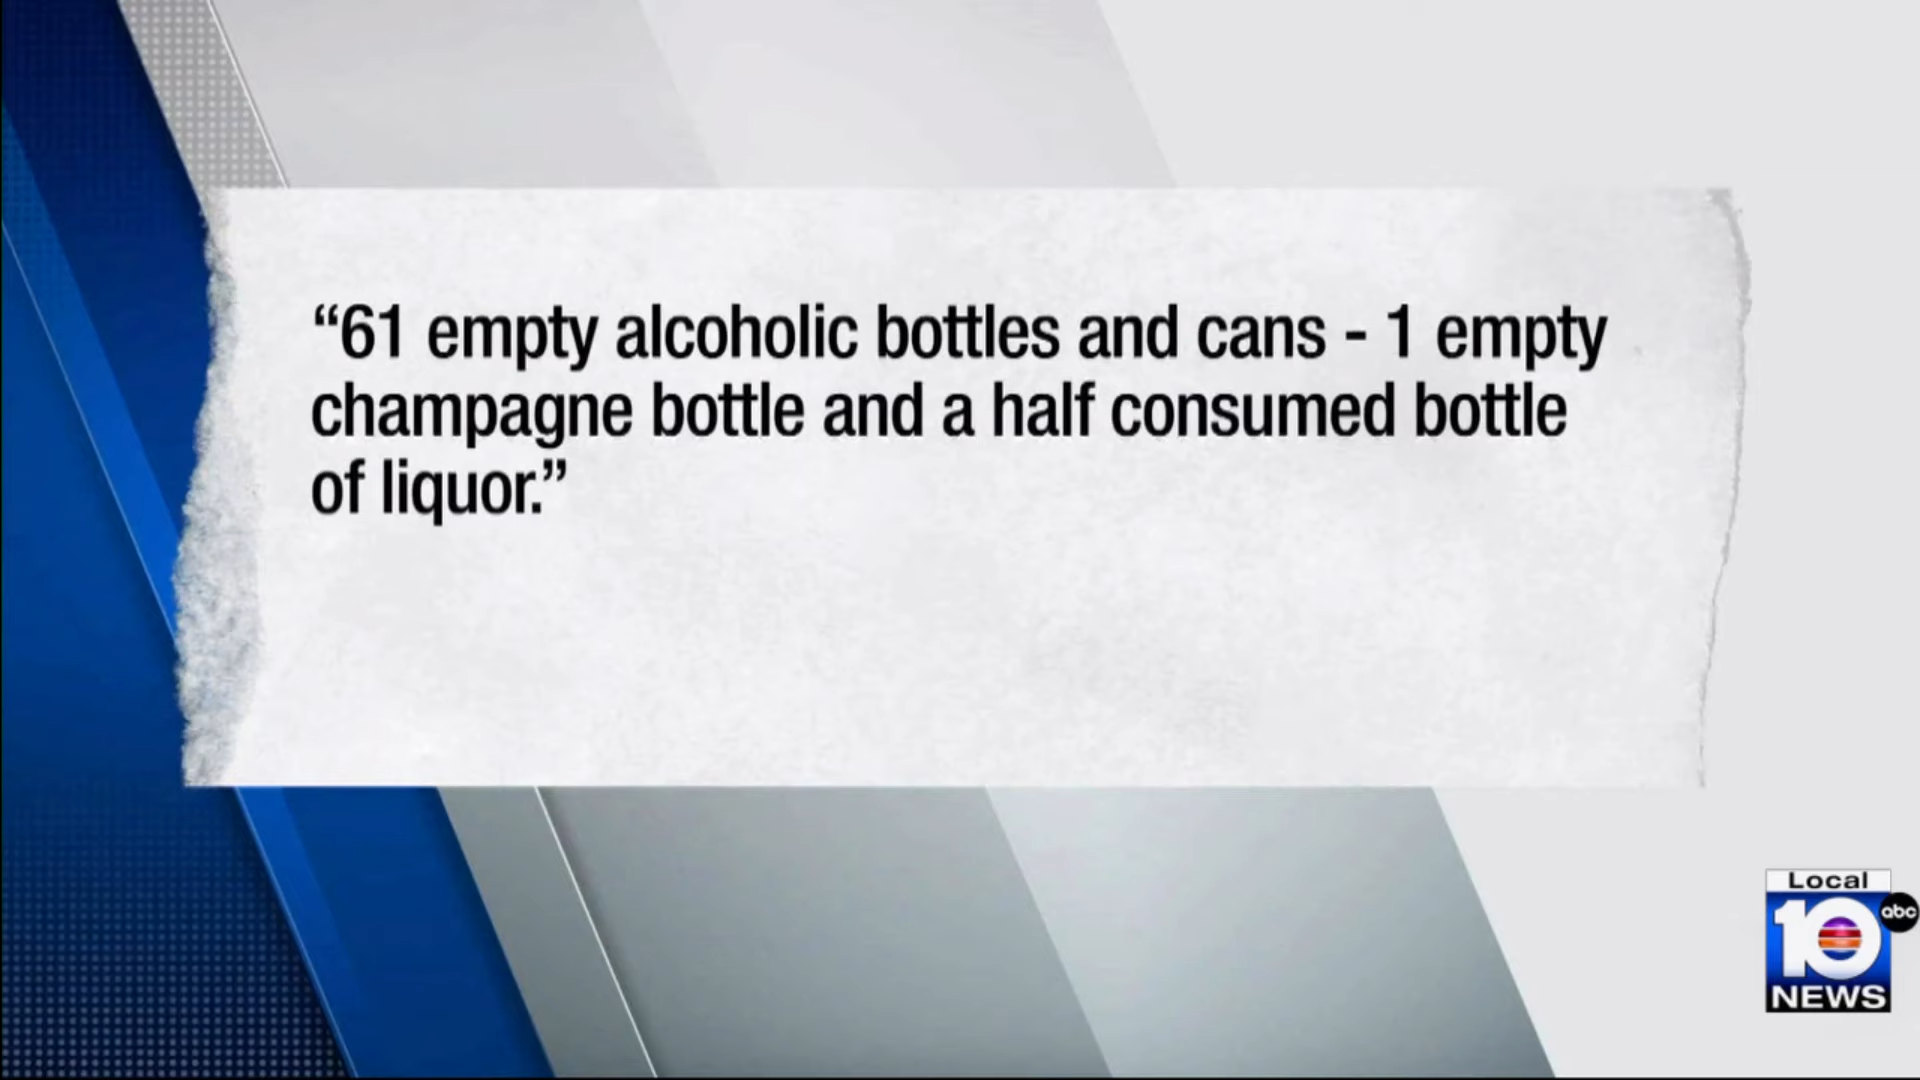 “61 empty alcoholic bottles and cans - 1 empty
champagne bottle and a half consumed bottle
of liquor.”
Local
10
abc
NEWS